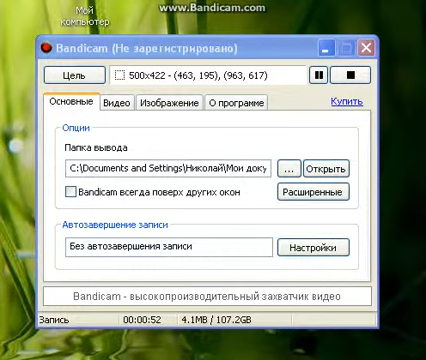 www.Bandicam.com
Мой
компьютер
Bandicam (Не зарегистрировано)
Цель
500x422 - (463, 195), (963, 617)
Основные
Видео
Изображение
О программе
Купить
Опции
Папка вывода
C:\Documents and Settings\Николай\Мои доку
...
Открыть
Bandicam всегда поверх других окон
Расширенные
Автозавершение записи
Без автозавершения записи
Настройки
Bandicam - высокопроизводительный захватчик видео
Запись
00:00:52
4.1MB / 107.2GB